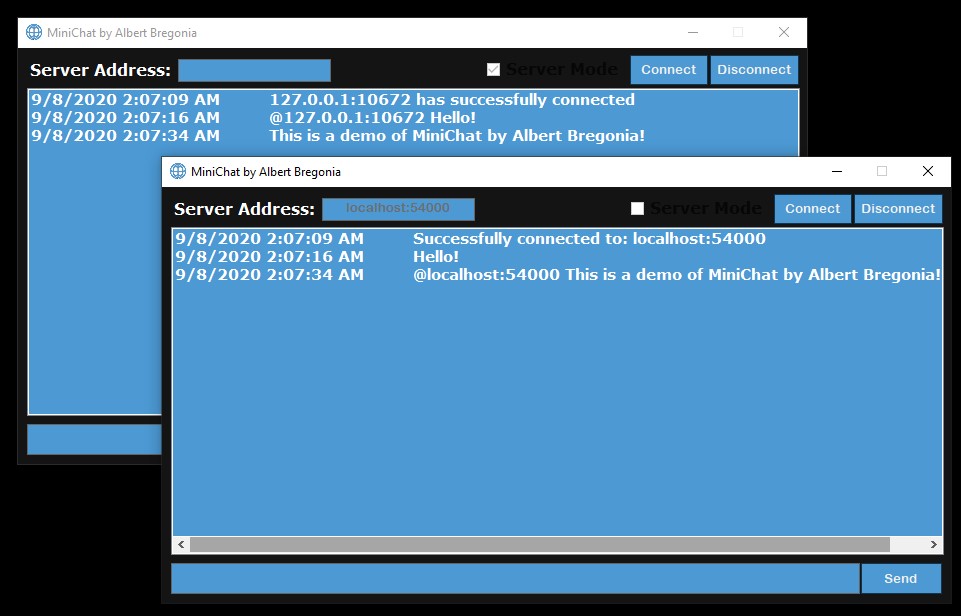 MiniChat by Albert Bregonia
Server Address: Server Mode Connect Disconnect
9/8/2020 2:07:09 AM 127.0.0.1:10672 has successfully connected
9/8/2020 2:07:16 AM @127.0.0.1:10672 Hello!
9/8/2020 2:07:34 AM This is a demo of MiniChat by Albert Bregonia!
MiniChat by Albert Bregonia
Server Address: localhost:54000 Server Mode Connect Disconnect
9/8/2020 2:07:09 AM Successfully connected to: localhost:54000
9/8/2020 2:07:16 AM Hello!
9/8/2020 2:07:34 AM @localhost:54000 This is a demo of MiniChat by Albert Bregonia!
Send